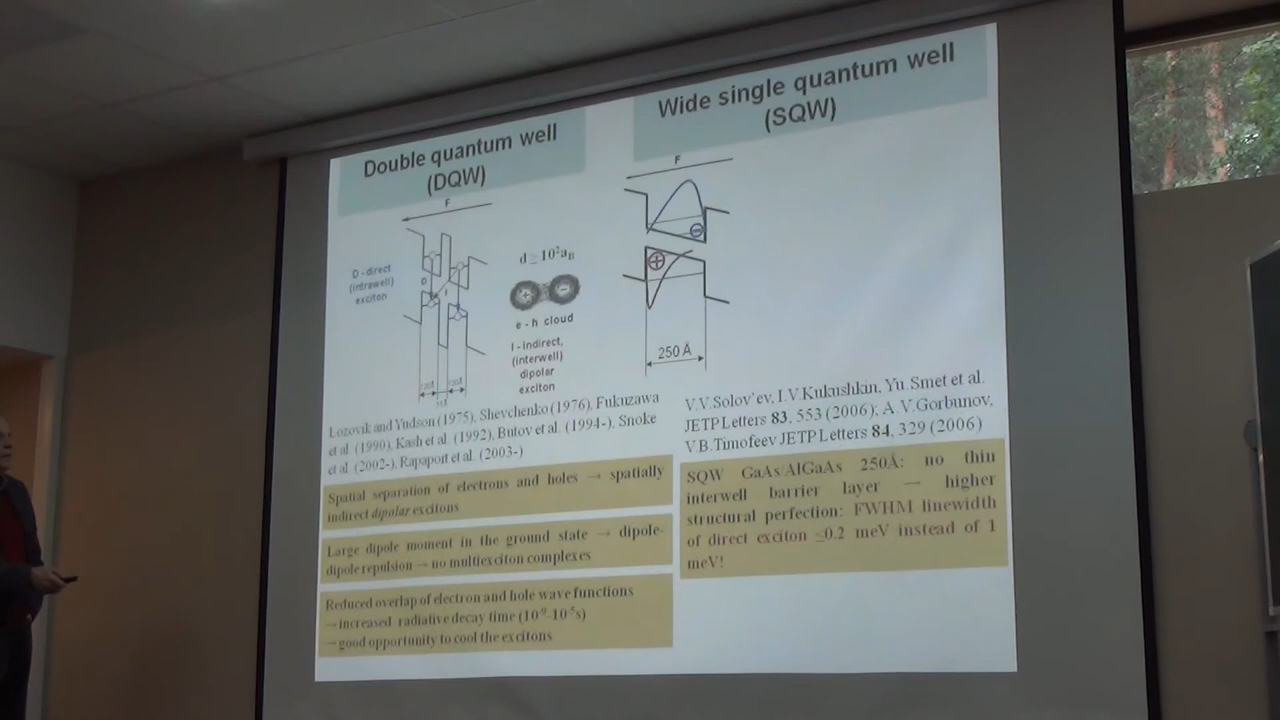 Double quantum well
(DQW)
F
D - direct
(intrawell)
exciton
D
I
d ≥ 10²aB
+
−
e - h cloud
I - Indirect,
(interwell)
dipolar
exciton
120Å
120Å
Lozovik and Yudson (1975), Shevchenko (1976), Fukuzawa
et al. (1990), Kash et al. (1992), Butov et al. (1994-), Snoke
et al. (2002-), Rapaport et al. (2003-)
Spatial separation of electrons and holes → spatially
indirect dipolar excitons
Large dipole moment in the ground state → dipole-
dipole repulsion → no multiexciton complexes
Reduced overlap of electron and hole wave functions
→increased radiative decay time (10⁻⁹-10⁻⁵s)
→good opportunity to cool the excitons
Wide single quantum well
(SQW)
F
−
+
250 Å
V.V.Solov'ev, I.V.Kukushkin, Yu.Smet et al.
JETP Letters 83, 553 (2006); A.V.Gorbunov,
V.B.Timofeev JETP Letters 84, 329 (2006)
SQW GaAs/AlGaAs 250Å: no thin
interwell barrier layer → higher
structural perfection: FWHM linewidth
of direct exciton ≤0.2 meV instead of 1
meV!